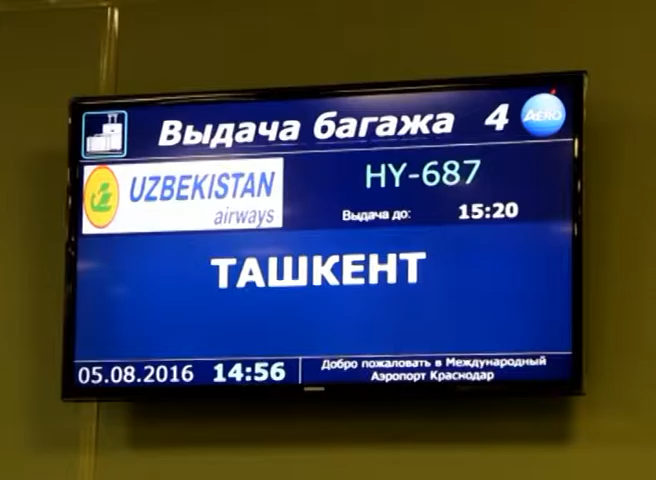 Выдача багажа 4
AERO
UZBEKISTAN
airways
HY-687
Выдача до: 15:20
ТАШКЕНТ
05.08.2016 14:56
Добро пожаловать в Международный
Аэропорт Краснодар